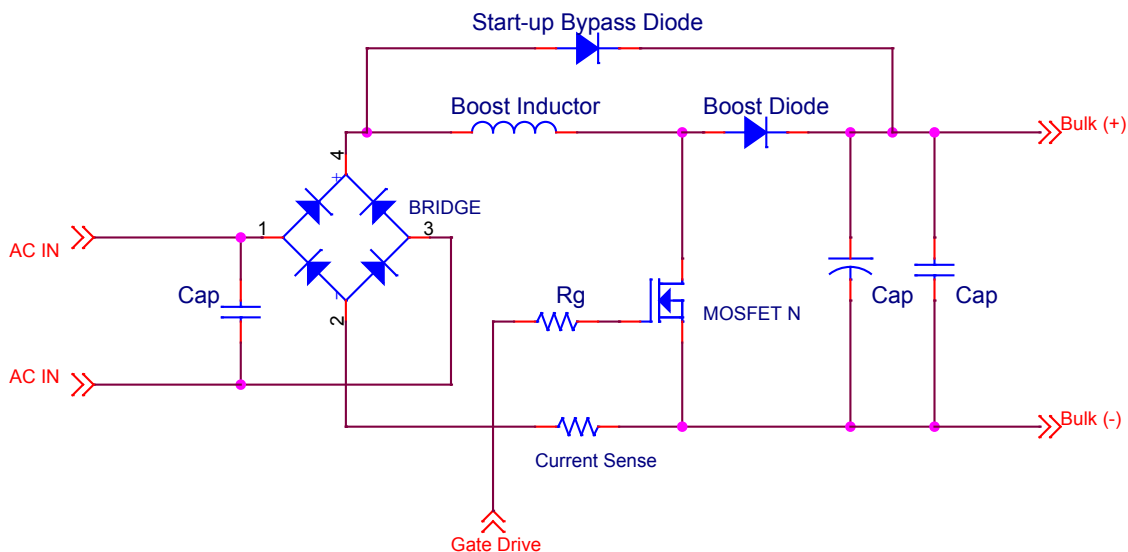 Start-up Bypass Diode
Boost Inductor
Boost Diode
Bulk (+)
4
+
BRIDGE
1
3
AC IN
Cap
-
2
Rg
MOSFET N
Cap
Cap
AC IN
Bulk (-)
Current Sense
Gate Drive